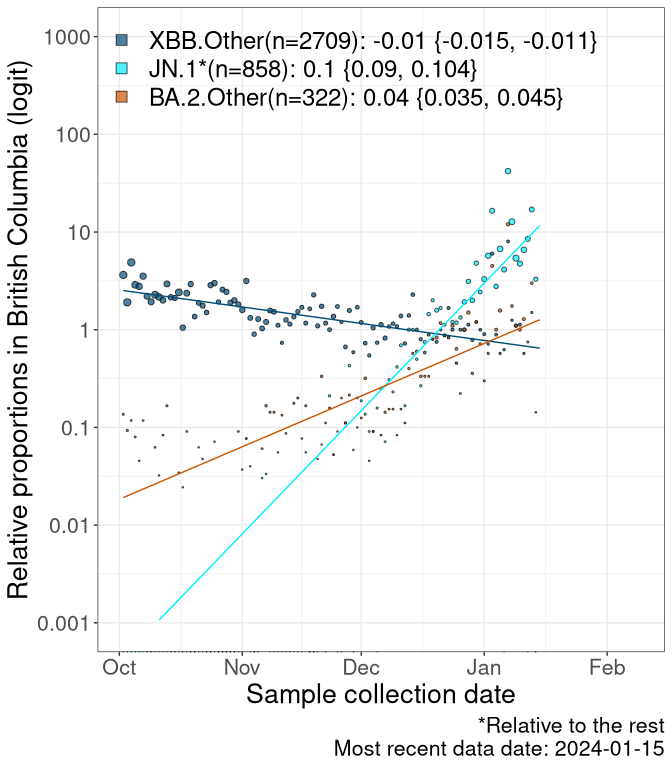 XBB.Other(n=2709): -0.01 {-0.015, -0.011}
JN.1*(n=858): 0.1 {0.09, 0.104}
BA.2.Other(n=322): 0.04 {0.035, 0.045}
Relative proportions in British Columbia (logit)
1000
100
10
1
0.1
0.01
0.001
Oct Nov Dec Jan Feb
Sample collection date
*Relative to the rest
Most recent data date: 2024-01-15